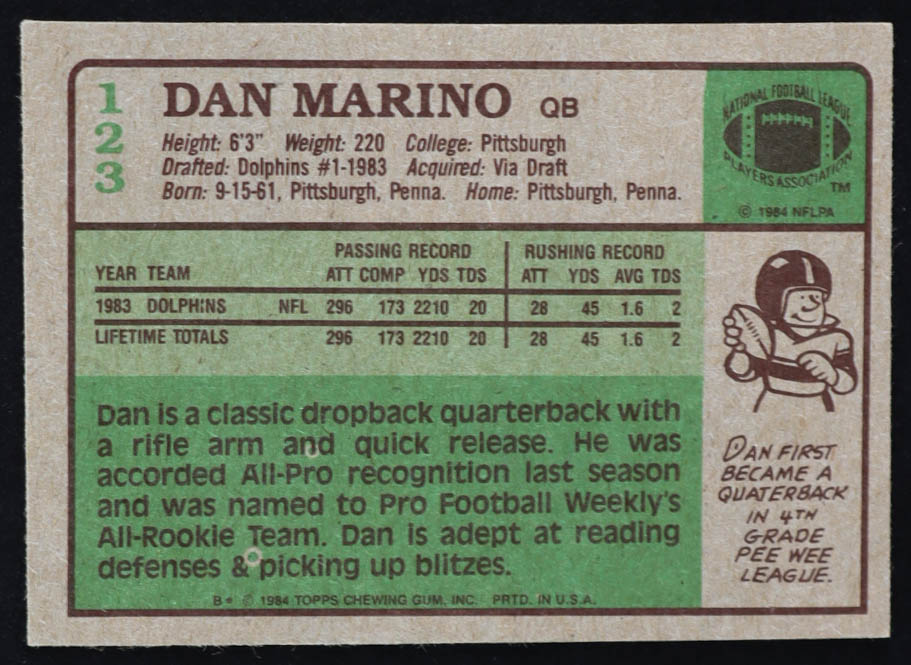 1
2
3
DAN MARINO QB
Height: 6'3" Weight: 220 College: Pittsburgh
Drafted: Dolphins #1-1983 Acquired: Via Draft
Born: 9-15-61, Pittsburgh, Penna. Home: Pittsburgh, Penna.
NATIONAL FOOTBALL LEAGUE
PLAYERS ASSOCIATION
TM
© 1984 NFLPA
PASSING RECORD RUSHING RECORD
YEAR TEAM ATT COMP YDS TDS ATT YDS AVG TDS
1983 DOLPHINS NFL 296 173 2210 20 28 45 1.6 2
LIFETIME TOTALS 296 173 2210 20 28 45 1.6 2
Dan is a classic dropback quarterback with
a rifle arm and quick release. He was
accorded All-Pro recognition last season
and was named to Pro Football Weekly's
All-Rookie Team. Dan is adept at reading
defenses & picking up blitzes.
B* © 1984 TOPPS CHEWING GUM, INC. PRTD. IN U.S.A.
DAN FIRST
BECAME A
QUATERBACK
IN 4TH
GRADE
PEE WEE
LEAGUE.